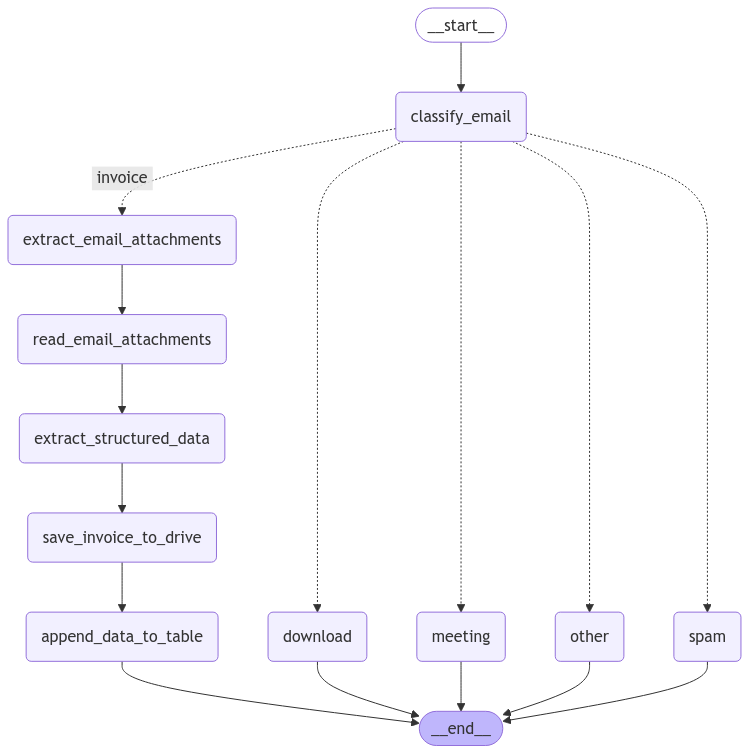 __start__
classify_email
invoice
extract_email_attachments
read_email_attachments
extract_structured_data
save_invoice_to_drive
append_data_to_table
download
meeting
other
spam
__end__